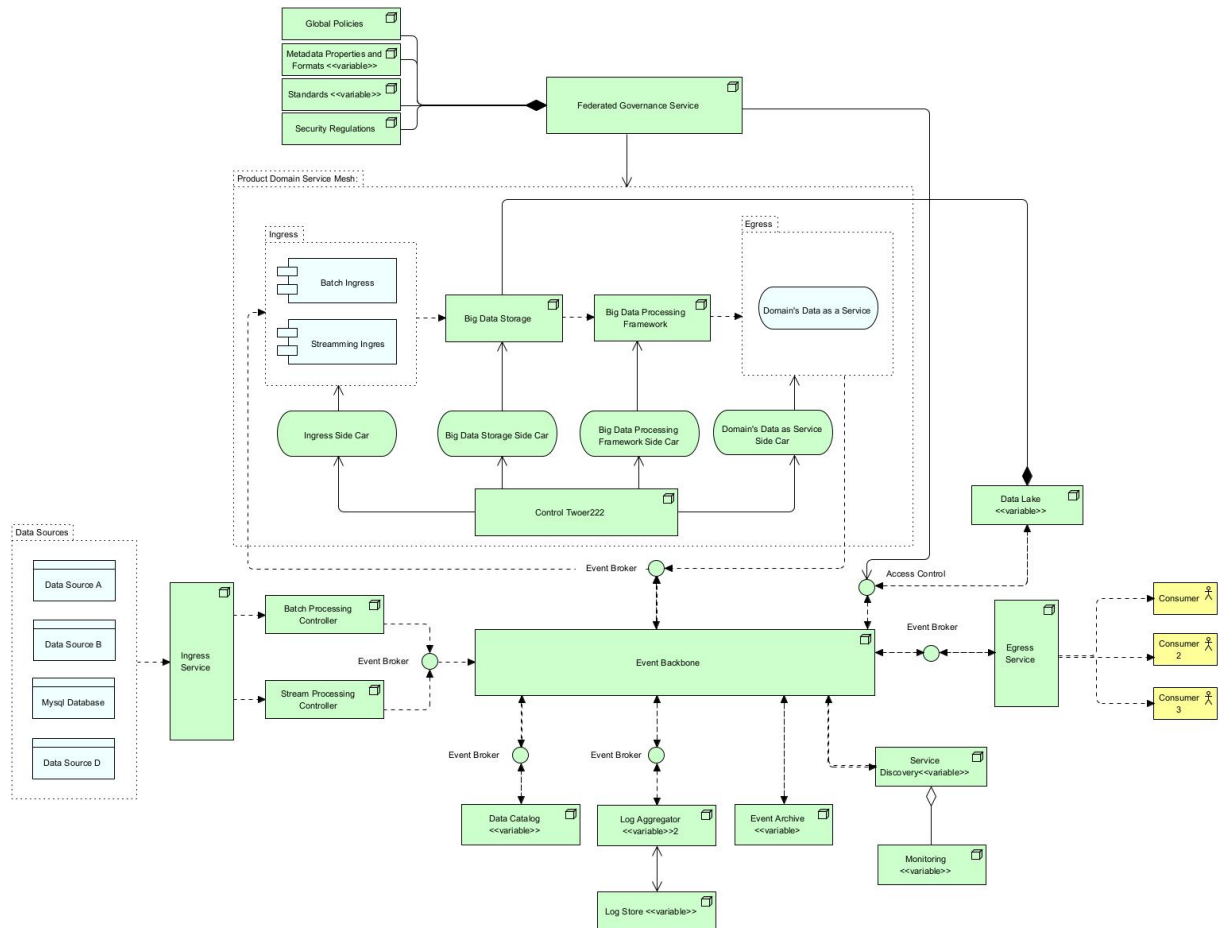 Global Policies
Metadata Properties and
Formats <<variable>>
Standards <<variable>>
Security Regulations
Federated Governance Service
Product Domain Service Mesh:
Ingress
Batch Ingress
Streamming Ingres
Big Data Storage
Big Data Processing
Framework
Egress
Domain's Data as a Service
Ingress Side Car
Big Data Storage Side Car
Big Data Processing
Framework Side Car
Domain's Data as Service
Side Car
Control Twoer222
Data Lake
<<variable>>
Data Sources
Data Source A
Data Source B
Mysql Database
Data Source D
Ingress
Service
Batch Processing
Controller
Stream Processing
Controller
Event Broker
Event Broker
Access Control
Event Backbone
Event Broker
Egress
Service
Consumer
Consumer
2
Consumer
3
Event Broker
Event Broker
Data Catalog
<<variable>>
Log Aggregator
<<variable>>2
Event Archive
<<variable>
Service
Discovery<<variable>>
Monitoring
<<variable>>
Log Store <<variable>>